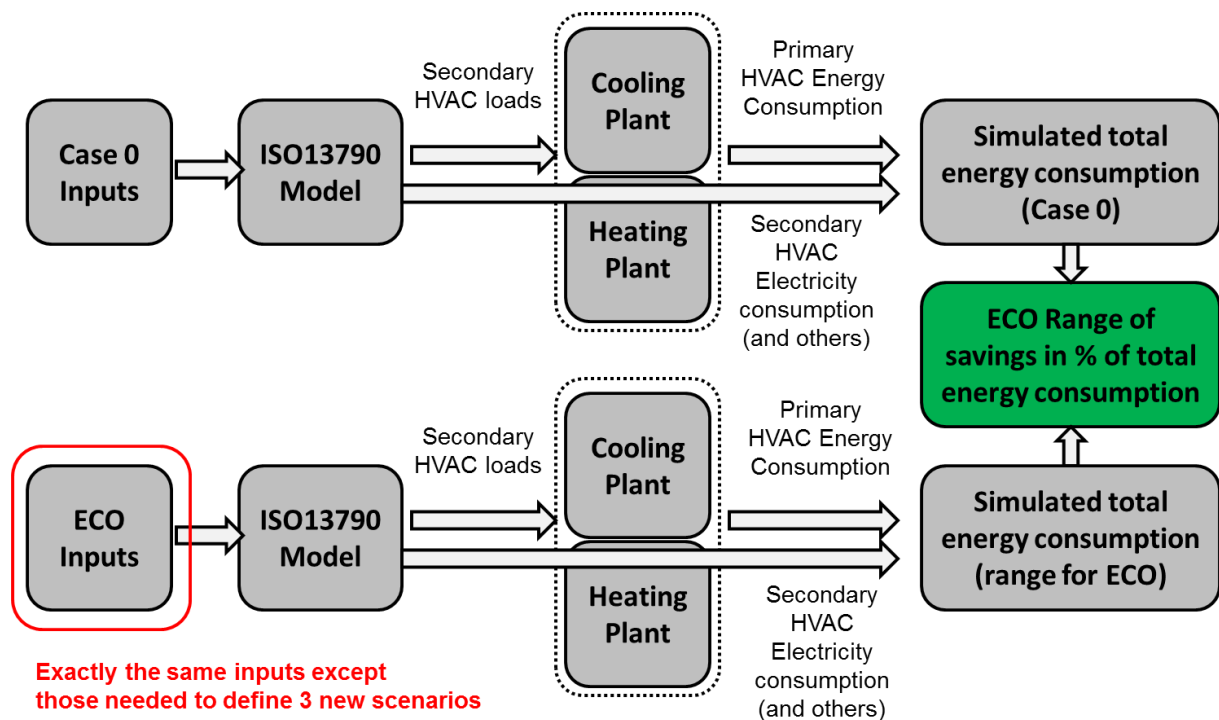 Case 0
Inputs
ISO13790
Model
Secondary
HVAC loads
Cooling
Plant
Heating
Plant
Primary
HVAC Energy
Consumption
Secondary
HVAC
Electricity
consumption
(and others)
Simulated total
energy consumption
(Case 0)
ECO Range of
savings in % of total
energy consumption
ECO
Inputs
ISO13790
Model
Secondary
HVAC loads
Cooling
Plant
Heating
Plant
Primary
HVAC Energy
Consumption
Secondary
HVAC
Electricity
consumption
(and others)
Simulated total
energy consumption
(range for ECO)
Exactly the same inputs except
those needed to define 3 new scenarios